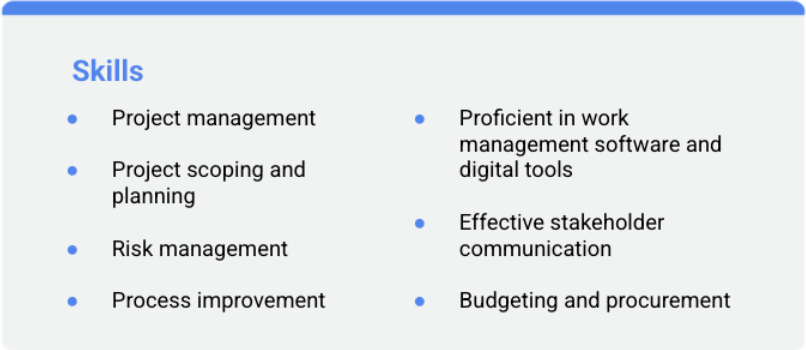 Skills
Project management
Project scoping and
planning
Risk management
Process improvement
Proficient in work
management software and
digital tools
Effective stakeholder
communication
Budgeting and procurement